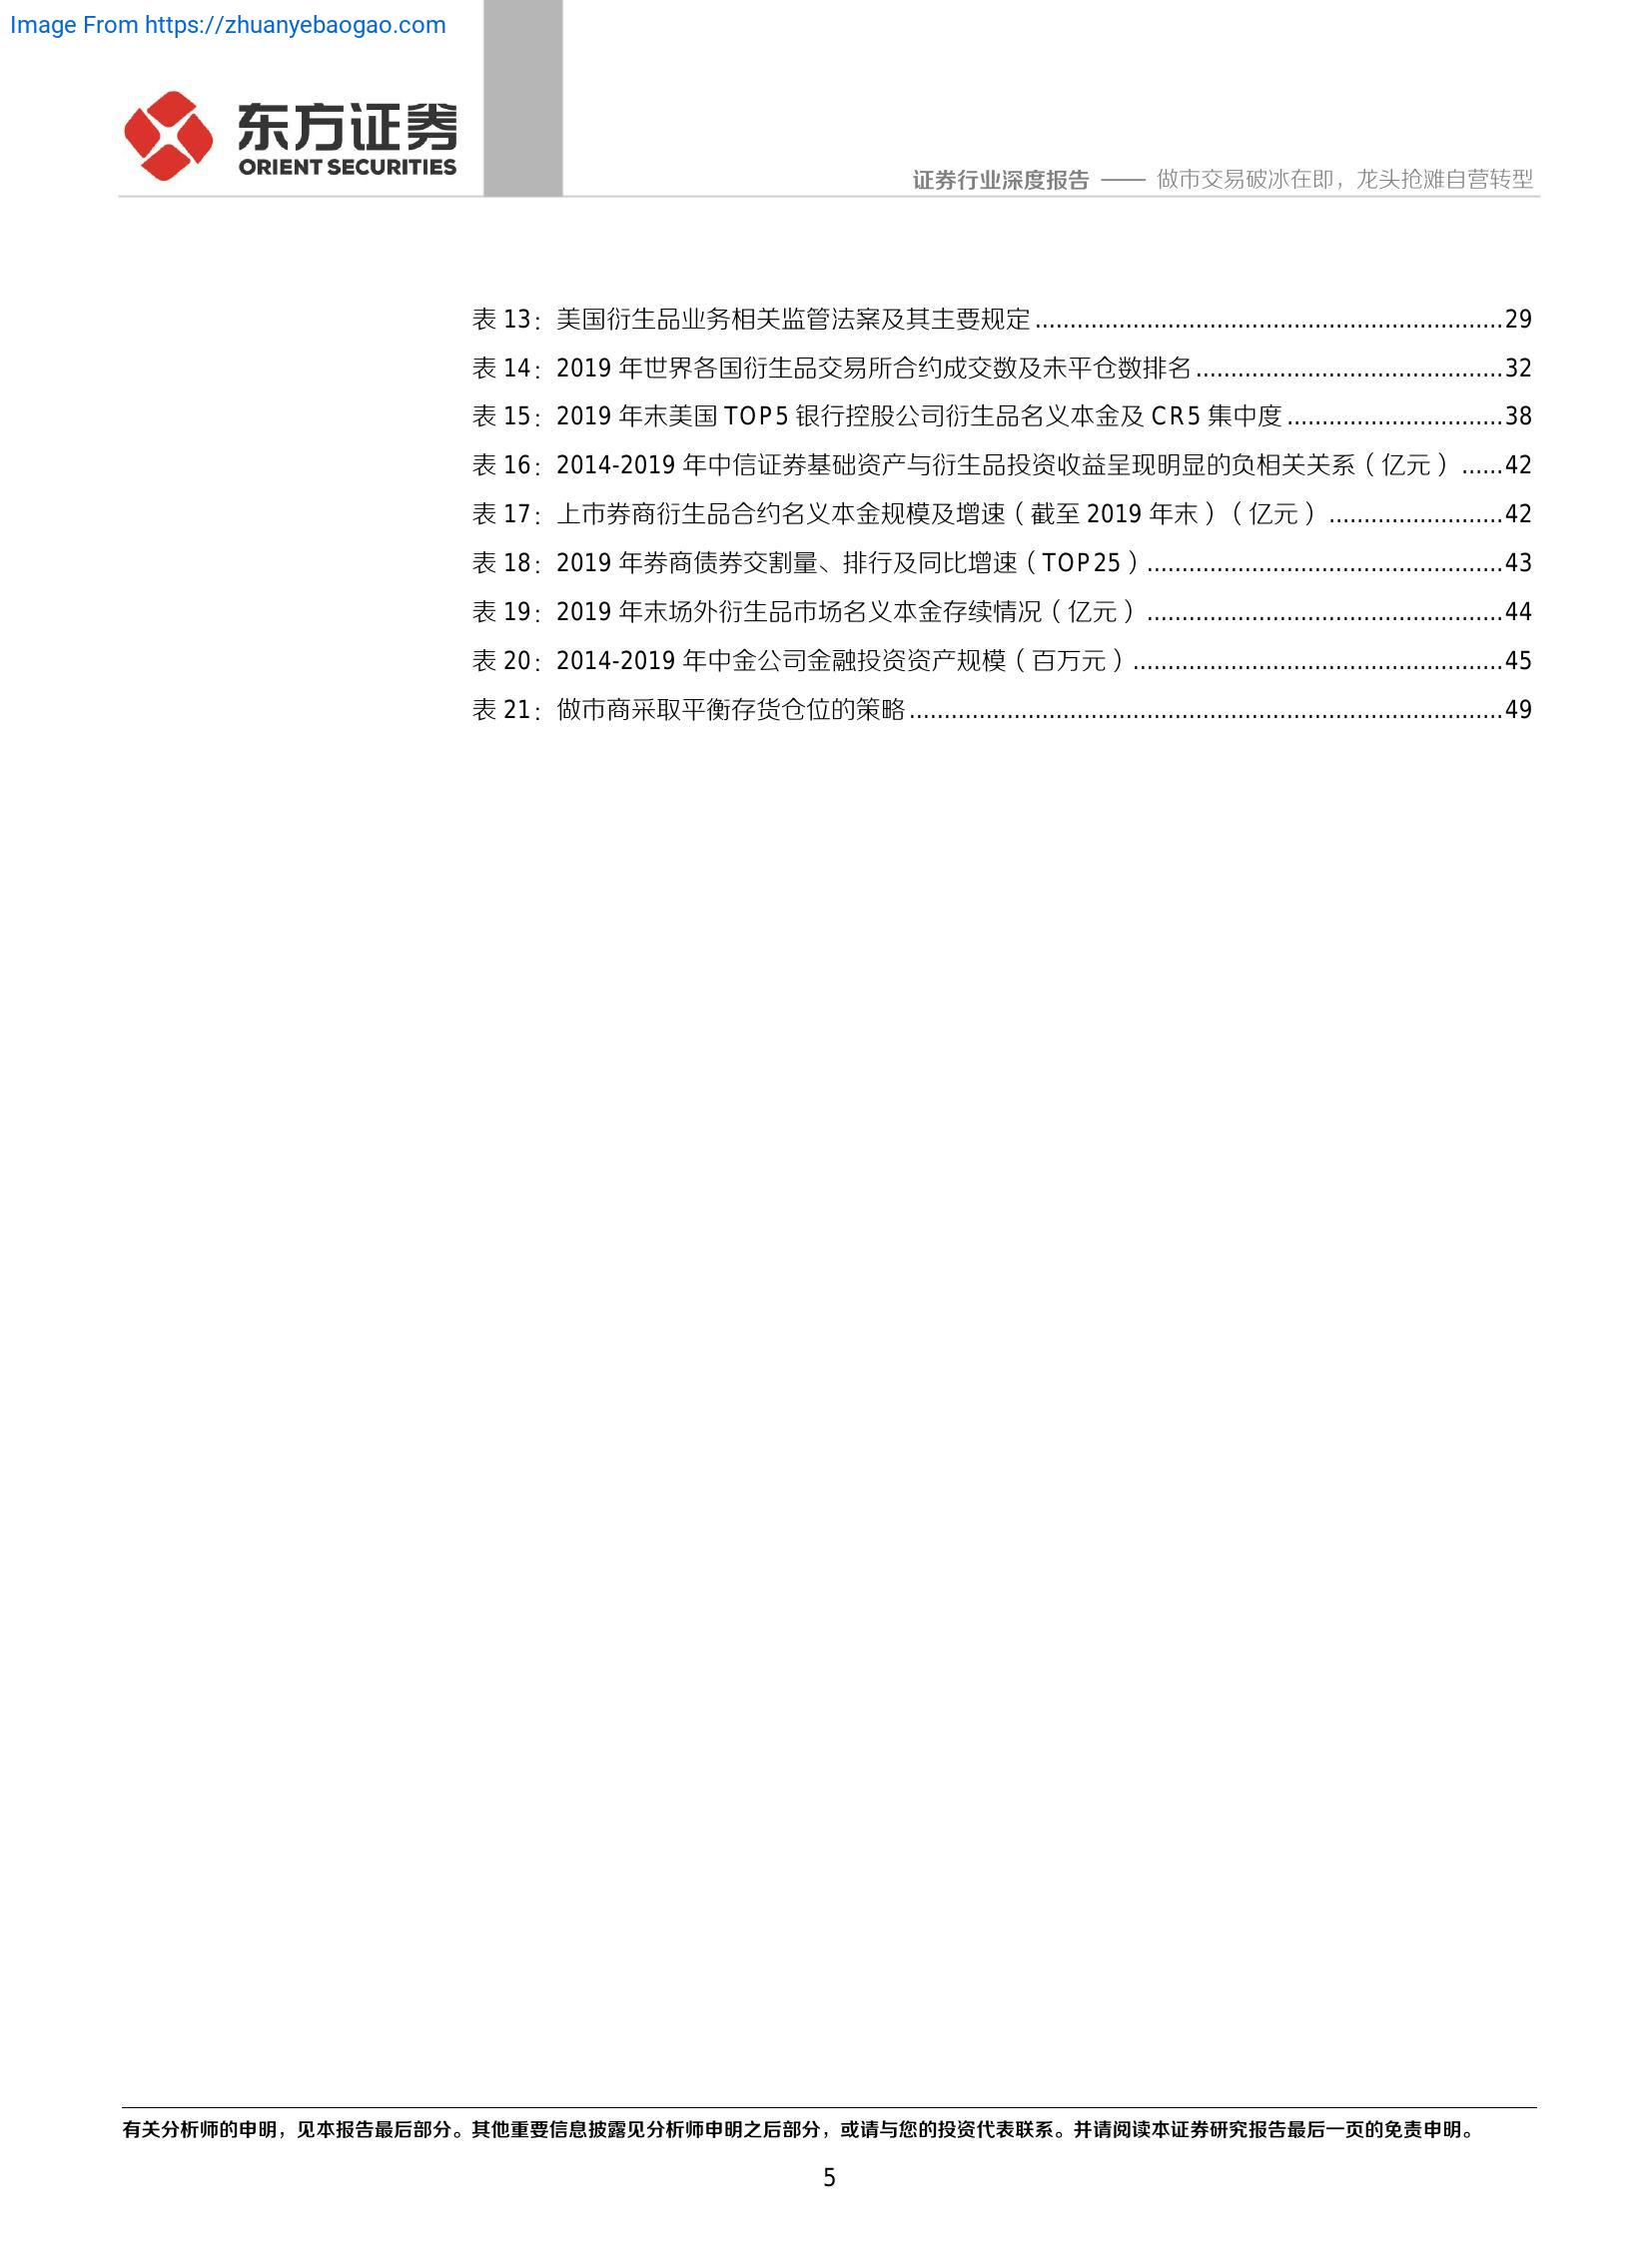 Image From https://zhuanyebaogao.com
东方证券
ORIENT SECURITIES
证券行业深度报告 —— 做市交易破冰在即，龙头抢滩自营转型
表 13：美国衍生品业务相关监管法案及其主要规定....................................................................29
表 14：2019 年世界各国衍生品交易所合约成交数及未平仓数排名............................................32
表 15：2019 年末美国 TOP5 银行控股公司衍生品名义本金及 CR5 集中度...............................38
表 16：2014-2019 年中信证券基础资产与衍生品投资收益呈现明显的负相关关系（亿元）......42
表 17：上市券商衍生品合约名义本金规模及增速（截至 2019 年末）（亿元）.........................42
表 18：2019 年券商债券交割量、排行及同比增速（TOP25）...................................................43
表 19：2019 年末场外衍生品市场名义本金存续情况（亿元）...................................................44
表 20：2014-2019 年中金公司金融投资资产规模（百万元）.....................................................45
表 21：做市商采取平衡存货仓位的策略.....................................................................................49
有关分析师的申明，见本报告最后部分。其他重要信息披露见分析师申明之后部分，或请与您的投资代表联系。并请阅读本证券研究报告最后一页的免责申明。
5